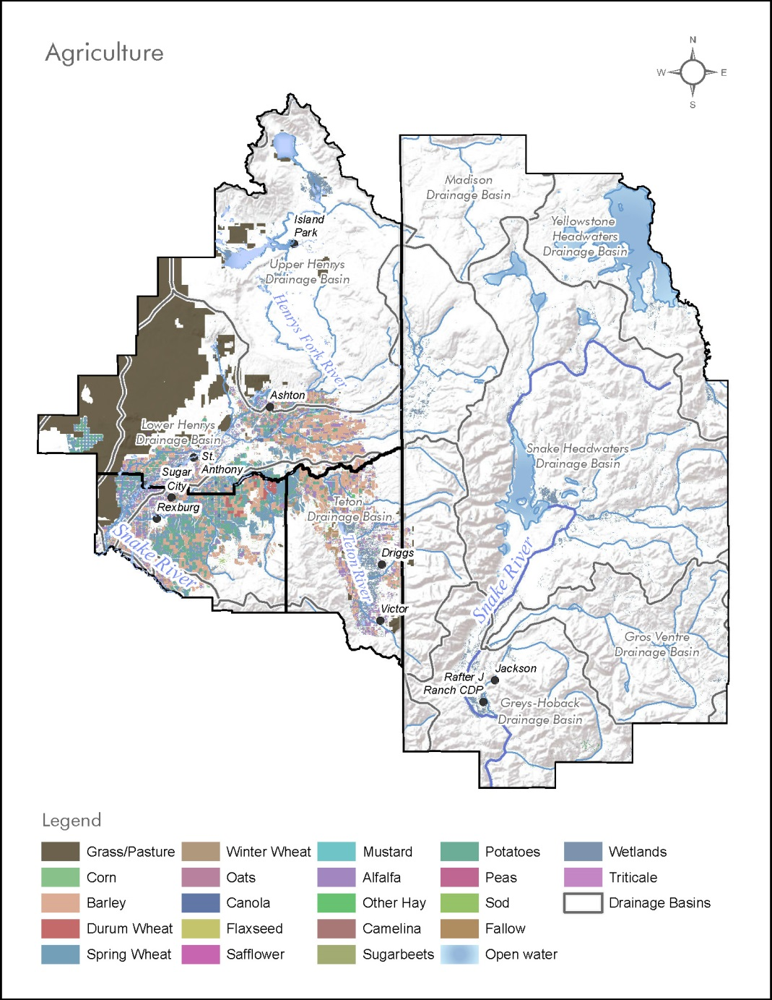 Agriculture
N
W
E
S
Madison
Drainage Basin
Yellowstone
Headwaters
Drainage Basin
Island
Park
Upper Henrys
Drainage Basin
Henrys Fork River
Ashton
Lower Henrys
Drainage Basin
St.
Anthony
Sugar
City
Rexburg
Snake River
Teton
Drainage Basin
Teton River
Driggs
Victor
Snake Headwaters
Drainage Basin
Snake River
Gros Ventre
Drainage Basin
Jackson
Rafter J
Ranch CDP
Greys-Hoback
Drainage Basin
Legend
Grass/Pasture
Corn
Barley
Durum Wheat
Spring Wheat
Winter Wheat
Oats
Canola
Flaxseed
Safflower
Mustard
Alfalfa
Other Hay
Camelina
Sugarbeets
Potatoes
Peas
Sod
Fallow
Open water
Wetlands
Triticale
Drainage Basins